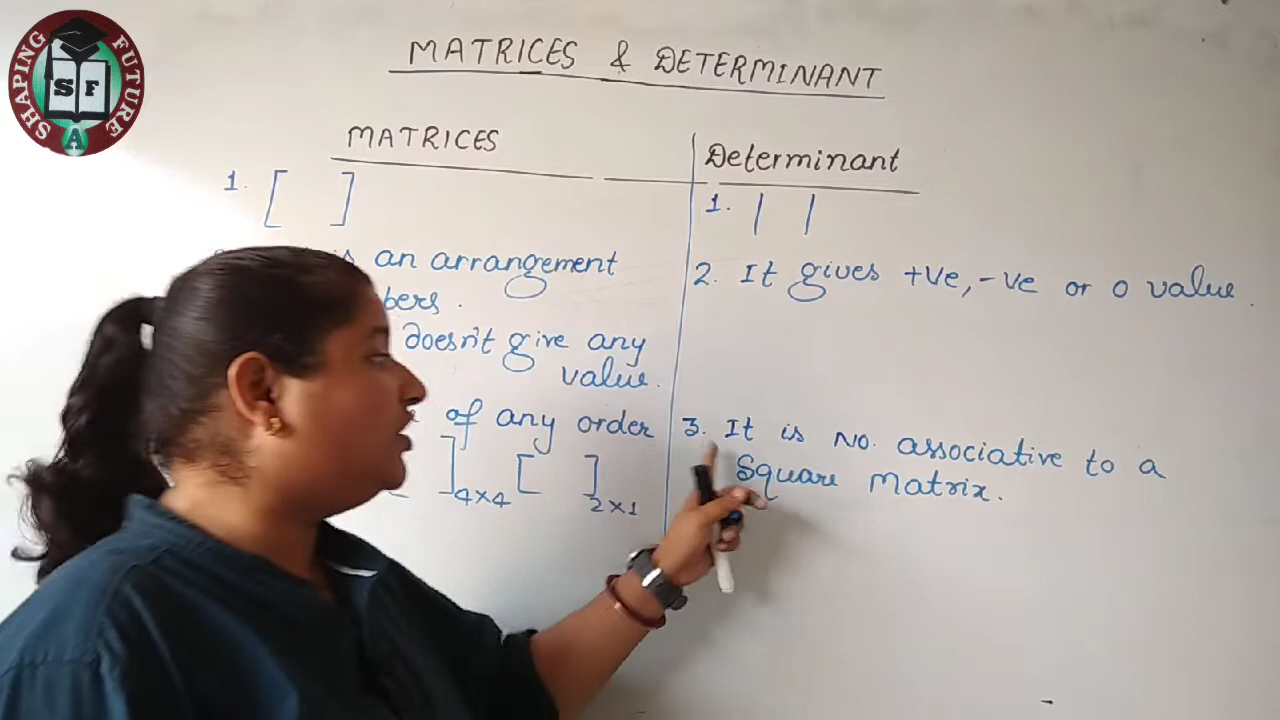 SHAPING FUTURE
S F
A
MATRICES & DETERMINANT
MATRICES
1. [ ]
is an arrangement
bers.
doesn't give any
value.
of any order
]4×4 [ ]2×1
Determinant
1. | |
2. It gives +ve, -ve or 0 value.
3. It is No. associative to a
Square Matrix.